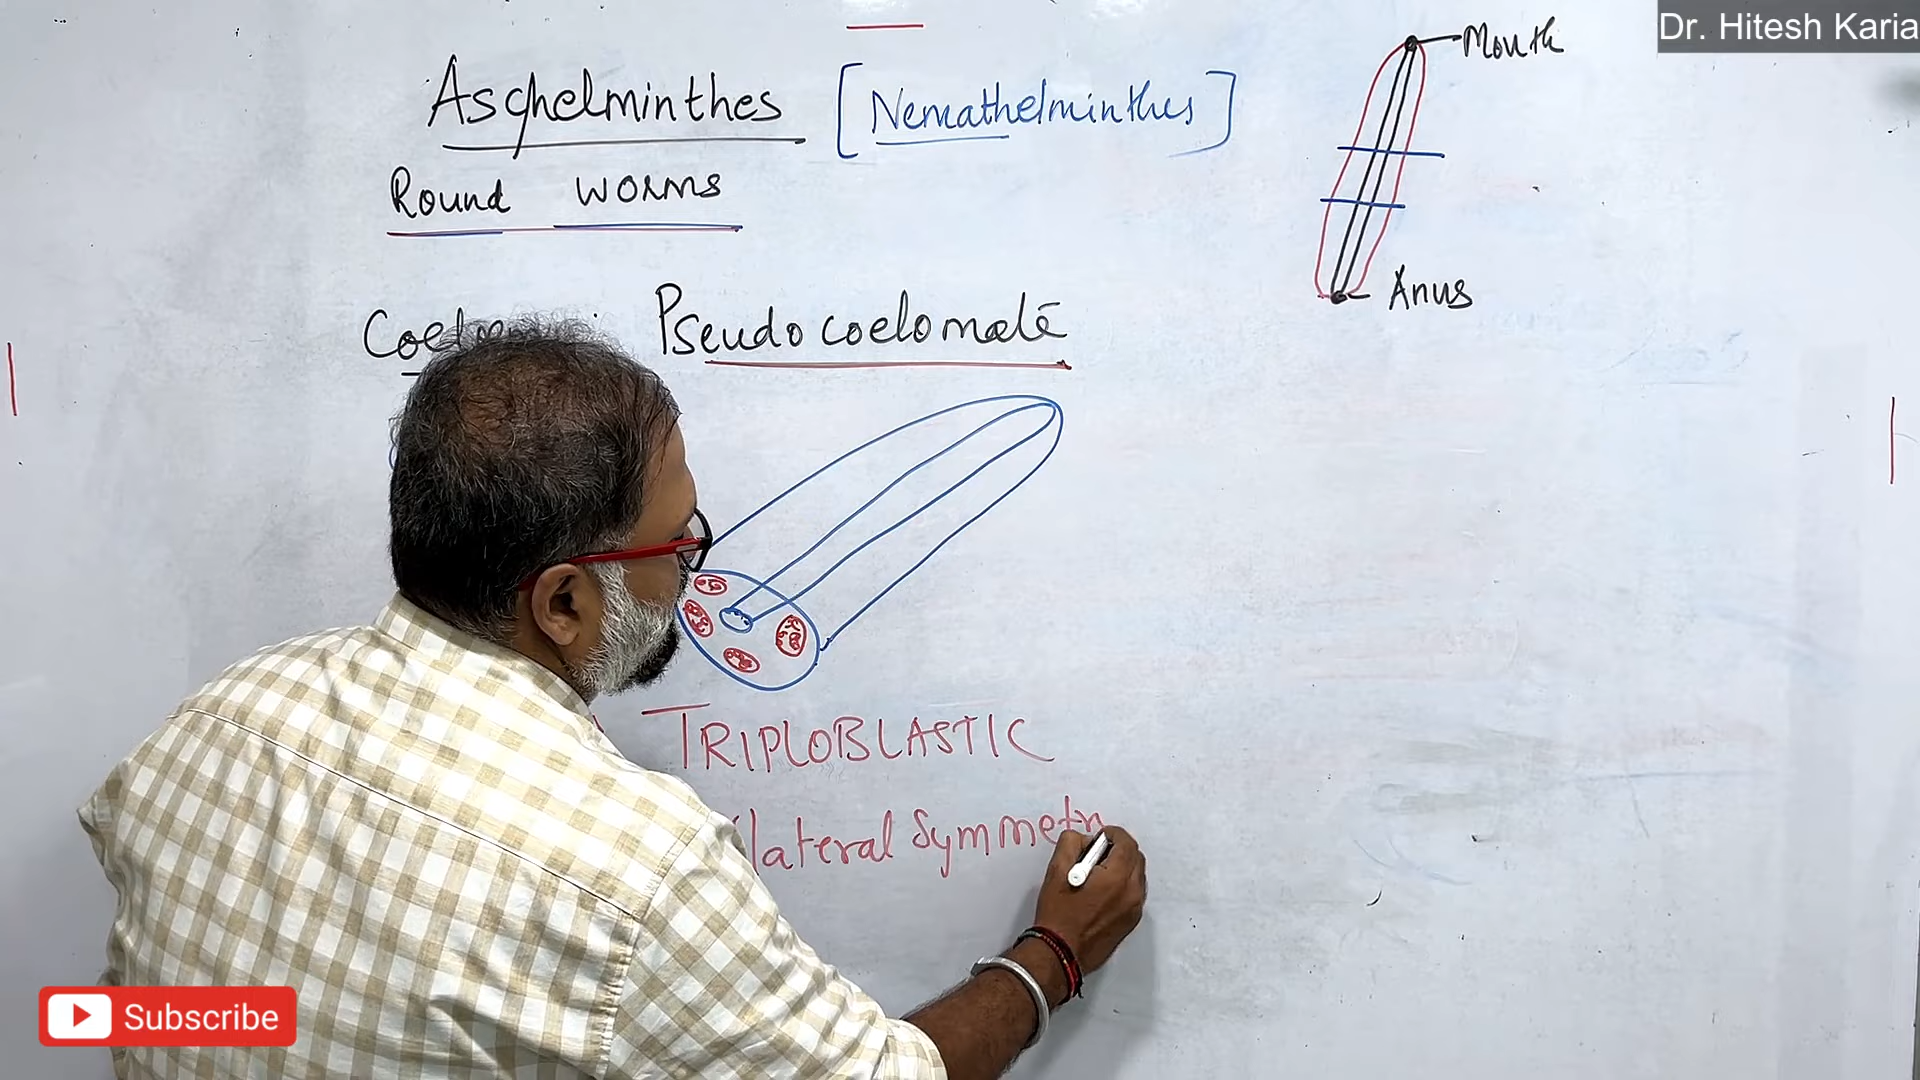 Dr. Hitesh Karia
Mouth
Aschelminthes [Nemathelminthes]
Round worms
Anus
Pseudocoelomate
TRIPLOBLASTIC
lateral Symmetr
Subscribe